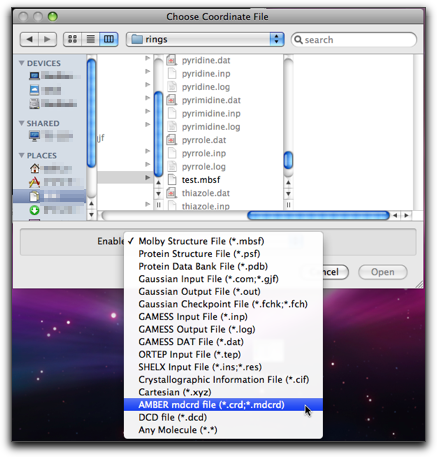 Choose Coordinate File
rings
search
DEVICES
SHARED
PLACES
jjf
pyridine.dat
pyridine.inp
pyridine.log
pyrimidine.dat
pyrimidine.inp
pyrimidine.log
pyrrole.dat
pyrrole.inp
pyrrole.log
test.mbsf
thiazole.dat
thiazole.inp
Enable
✓ Molby Structure File (*.mbsf)
Protein Structure File (*.psf)
Protein Data Bank File (*.pdb)
Gaussian Input File (*.com;*.gjf)
Gaussian Output File (*.out)
Gaussian Checkpoint File (*.fchk;*.fch)
GAMESS Input File (*.inp)
GAMESS Output File (*.log)
GAMESS DAT File (*.dat)
ORTEP Input File (*.tep)
SHELX Input File (*.ins;*.res)
Crystallographic Information File (*.cif)
Cartesian (*.xyz)
AMBER mdcrd file (*.crd;*.mdcrd)
DCD file (*.dcd)
Any Molecule (*.*)
ncel
Open